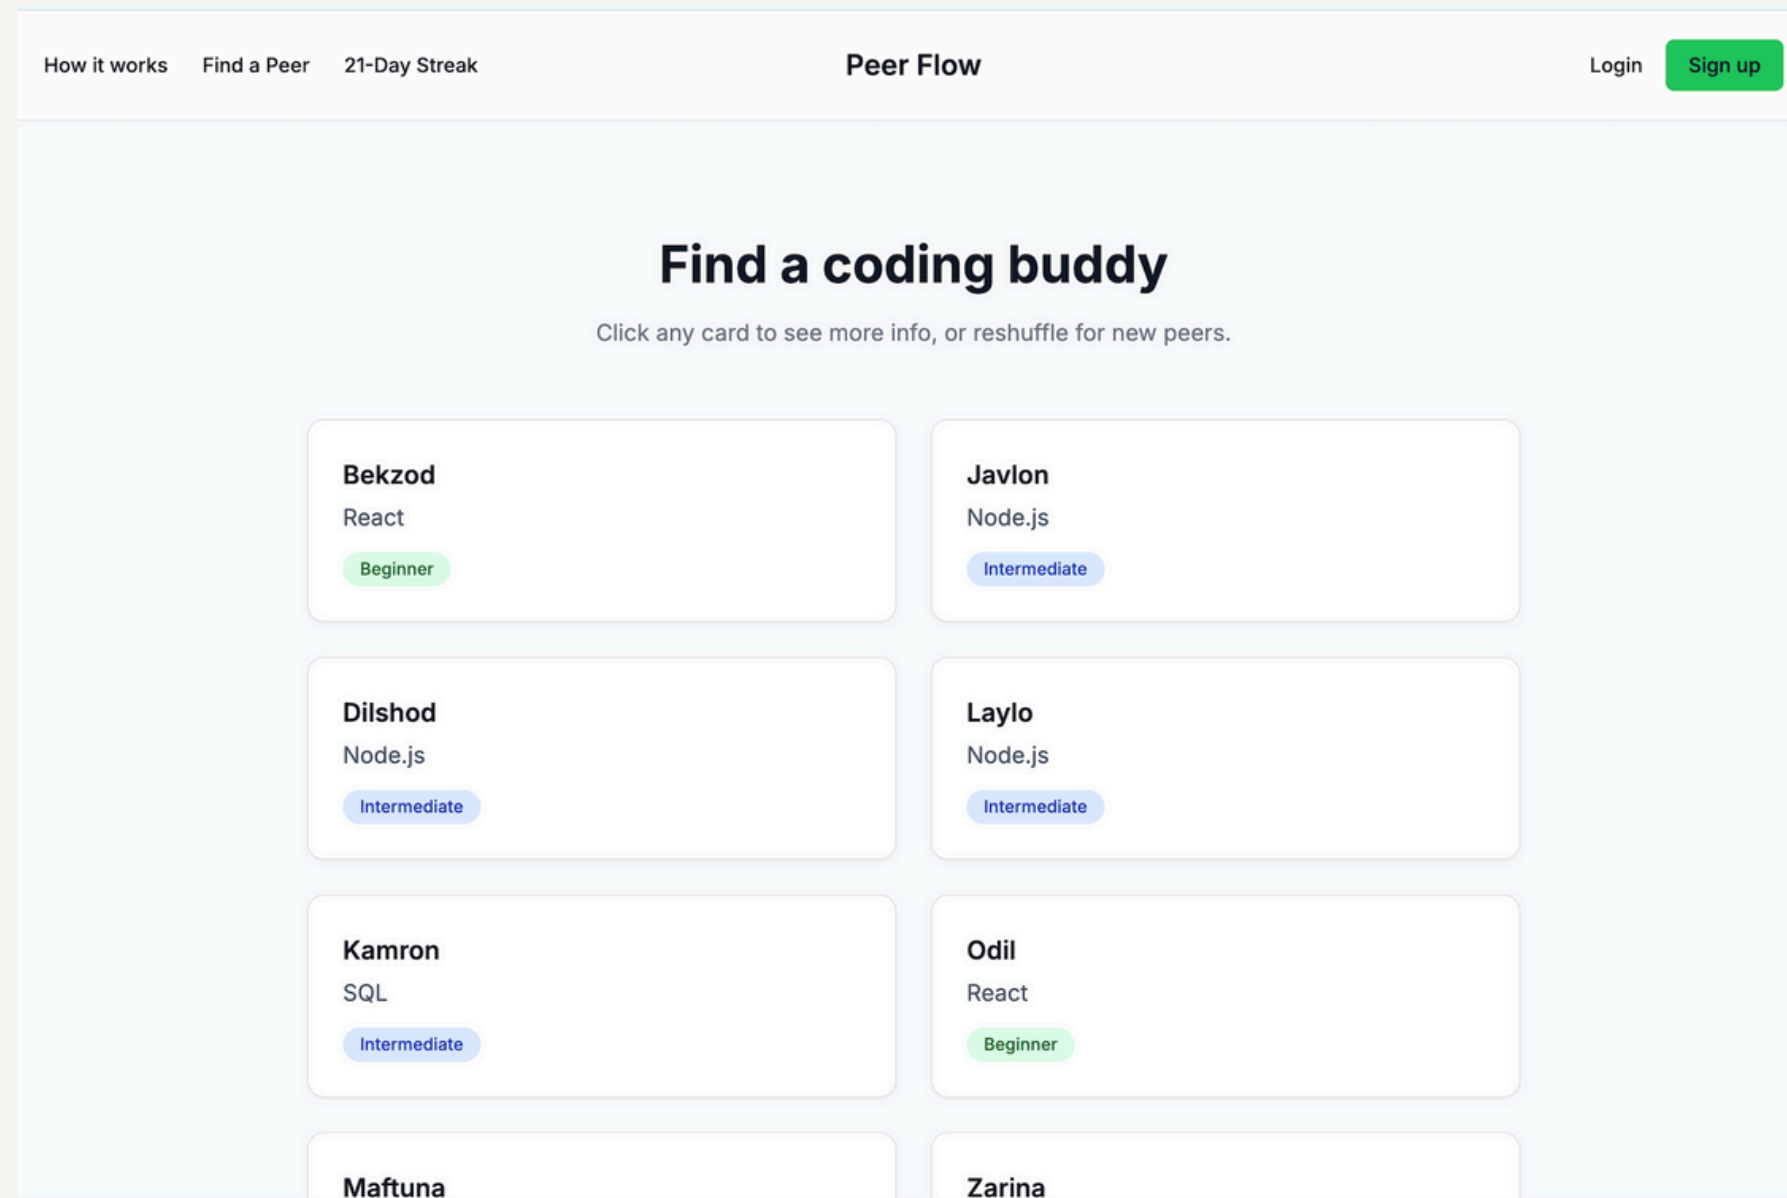 How it works Find a Peer 21-Day Streak Peer Flow Login Sign up
Find a coding buddy
Click any card to see more info, or reshuffle for new peers.
Bekzod
React
Beginner
Javlon
Node.js
Intermediate
Dilshod
Node.js
Intermediate
Laylo
Node.js
Intermediate
Kamron
SQL
Intermediate
Odil
React
Beginner
Maftuna
Zarina